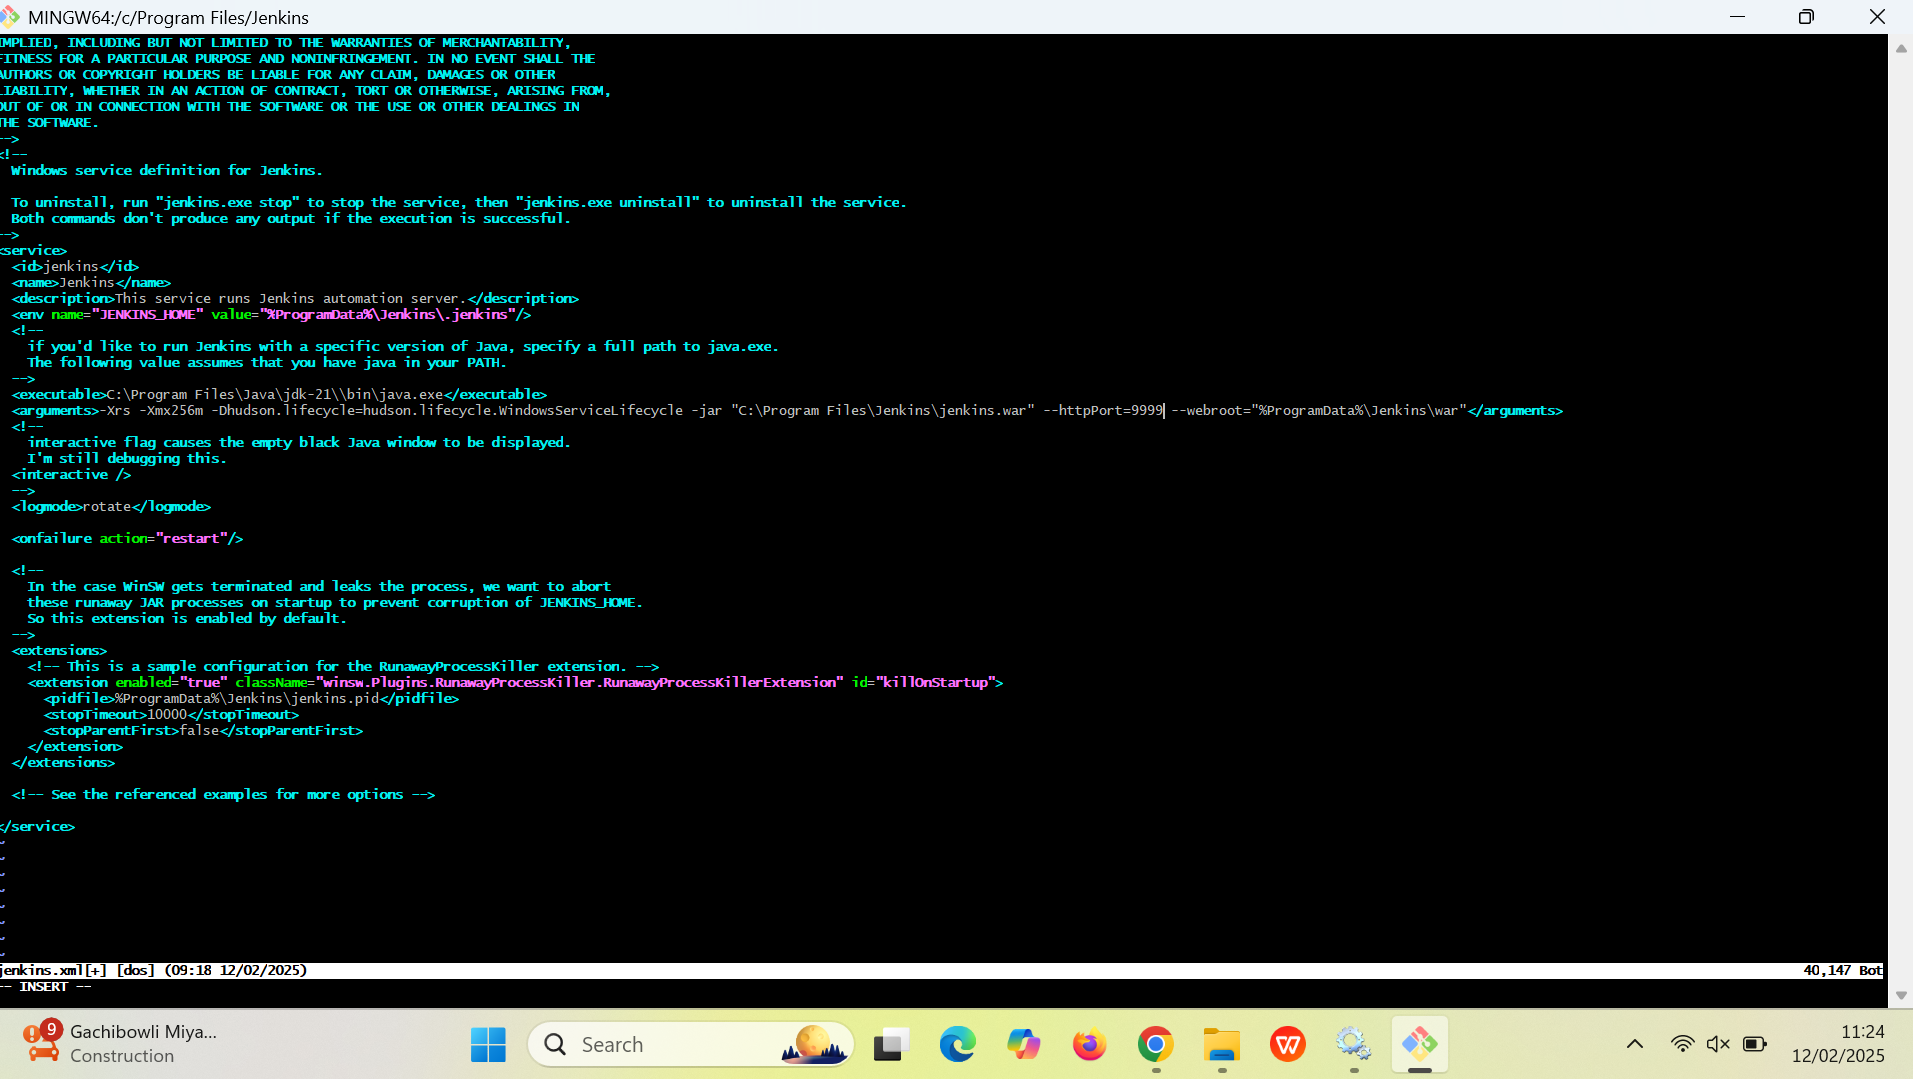 MINGW64:/c/Program Files/Jenkins
IMPLIED, INCLUDING BUT NOT LIMITED TO THE WARRANTIES OF MERCHANTABILITY,
FITNESS FOR A PARTICULAR PURPOSE AND NONINFRINGEMENT. IN NO EVENT SHALL THE
AUTHORS OR COPYRIGHT HOLDERS BE LIABLE FOR ANY CLAIM, DAMAGES OR OTHER
LIABILITY, WHETHER IN AN ACTION OF CONTRACT, TORT OR OTHERWISE, ARISING FROM,
OUT OF OR IN CONNECTION WITH THE SOFTWARE OR THE USE OR OTHER DEALINGS IN
THE SOFTWARE.
-->
<!--
  Windows service definition for Jenkins.

  To uninstall, run "jenkins.exe stop" to stop the service, then "jenkins.exe uninstall" to uninstall the service.
  Both commands don't produce any output if the execution is successful.
-->
<service>
  <id>jenkins</id>
  <name>Jenkins</name>
  <description>This service runs Jenkins automation server.</description>
  <env name="JENKINS_HOME" value="%ProgramData%\Jenkins\.jenkins"/>
  <!--
    if you'd like to run Jenkins with a specific version of Java, specify a full path to java.exe.
    The following value assumes that you have java in your PATH.
  -->
  <executable>C:\Program Files\Java\jdk-21\\bin\java.exe</executable>
  <arguments>-Xrs -Xmx256m -Dhudson.lifecycle=hudson.lifecycle.WindowsServiceLifecycle -jar "C:\Program Files\Jenkins\jenkins.war" --httpPort=9999 --webroot="%ProgramData%\Jenkins\war"</arguments>
  <!--
    interactive flag causes the empty black Java window to be displayed.
    I'm still debugging this.
  <interactive />
  -->
  <logmode>rotate</logmode>

  <onfailure action="restart"/>

  <!--
    In the case WinSW gets terminated and leaks the process, we want to abort
    these runaway JAR processes on startup to prevent corruption of JENKINS_HOME.
    So this extension is enabled by default.
  -->
  <extensions>
    <!-- This is a sample configuration for the RunawayProcessKiller extension. -->
    <extension enabled="true" className="winsw.Plugins.RunawayProcessKiller.RunawayProcessKillerExtension" id="killOnStartup">
      <pidfile>%ProgramData%\Jenkins\jenkins.pid</pidfile>
      <stopTimeout>10000</stopTimeout>
      <stopParentFirst>false</stopParentFirst>
    </extension>
  </extensions>

  <!-- See the referenced examples for more options -->

</service>
~
~
~
~
~
~
~
~
jenkins.xml[+] [dos] (09:18 12/02/2025) 40,147 Bot
-- INSERT --
9
Gachibowli Miya...
Construction
Search
11:24
12/02/2025